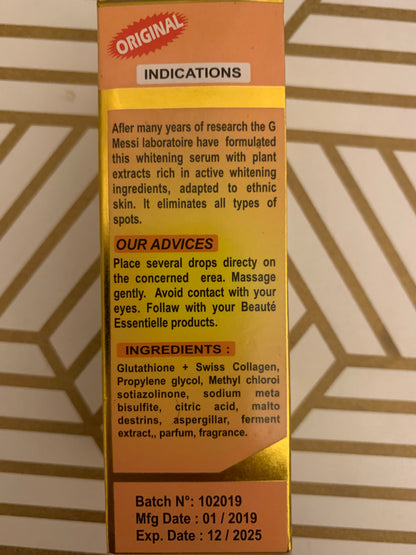 ORIGINAL
INDICATIONS
After many years of research the G
Messi laboratoire have formulated
this whitening serum with plant
extracts rich in active whitening
ingredients, adapted to ethnic
skin. It eliminates all types of
spots.
OUR ADVICES
Place several drops directy on
the concerned erea. Massage
gently. Avoid contact with your
eyes. Follaw with your Beauté
Essentielle products.
INGREDIENTS :
Glutathione + Swiss Collagen,
Propylene glycol, Methyl chloroi
sotiazolinone, sodium meta
bisulfite, citric acid, malto
destrins, aspergillar, ferment
extract,, parfum, fragrance.
Batch N°: 102019
Mfg Date : 01 / 2019
Exp. Date : 12 / 2025